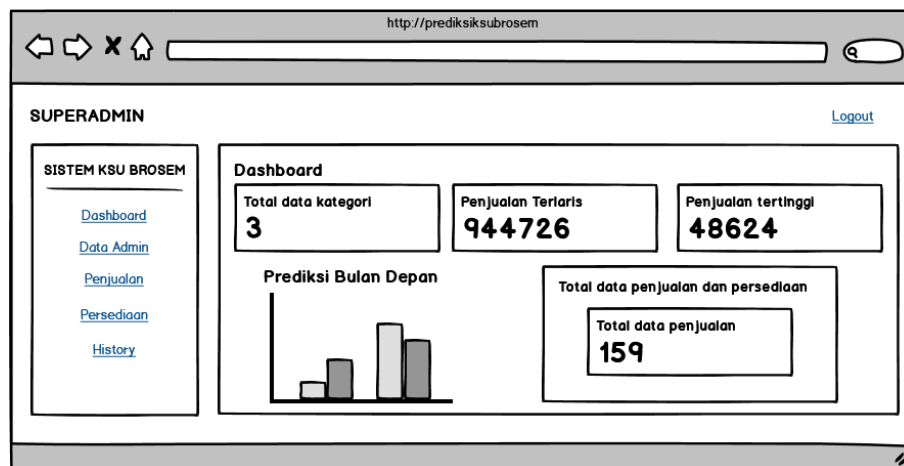 http://prediksiksubrosem
SUPERADMIN
Logout
SISTEM KSU BROSEM
Dashboard
Data Admin
Penjualan
Persediaan
History
Dashboard
Total data kategori
3
Penjualan Terlaris
944726
Penjualan tertinggi
48624
Prediksi Bulan Depan
Total data penjualan dan persediaan
Total data penjualan
159